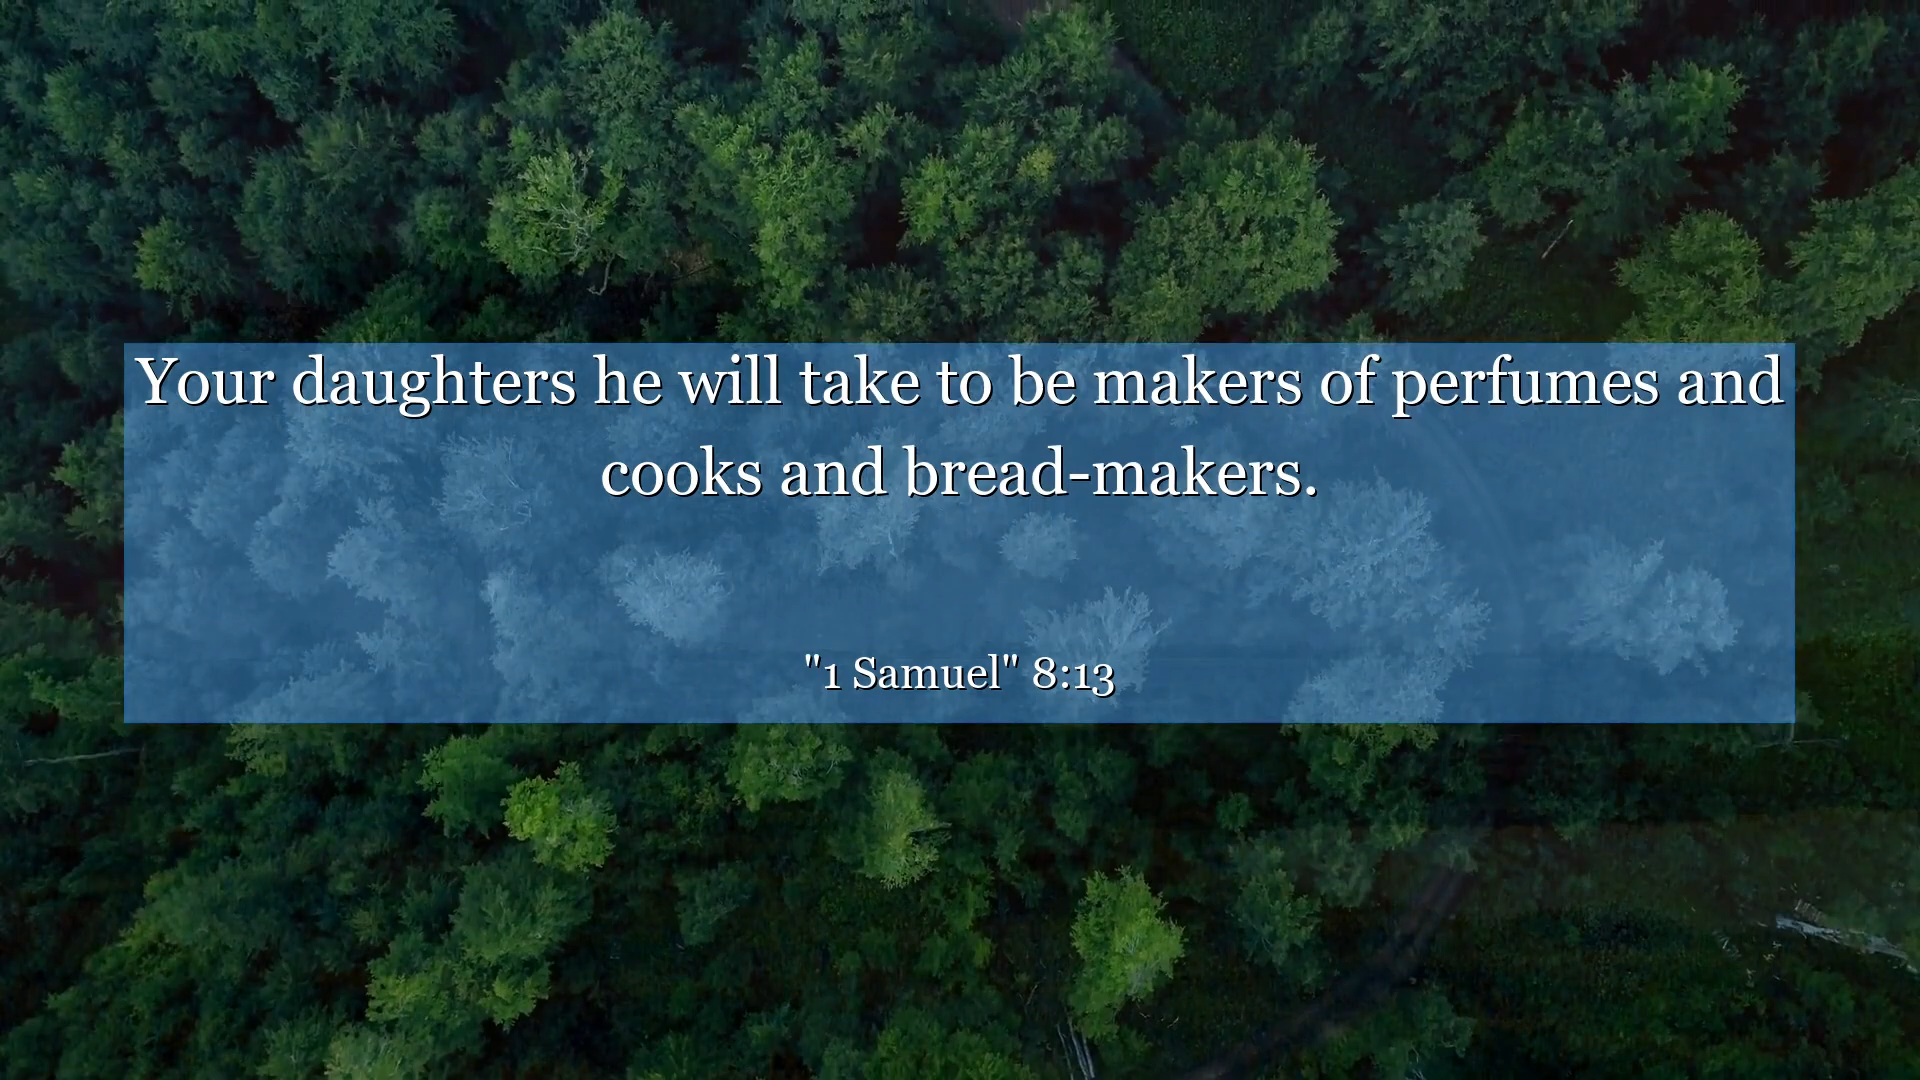 Your daughters he will take to be makers of perfumes and
cooks and bread-makers.
"1 Samuel" 8:13